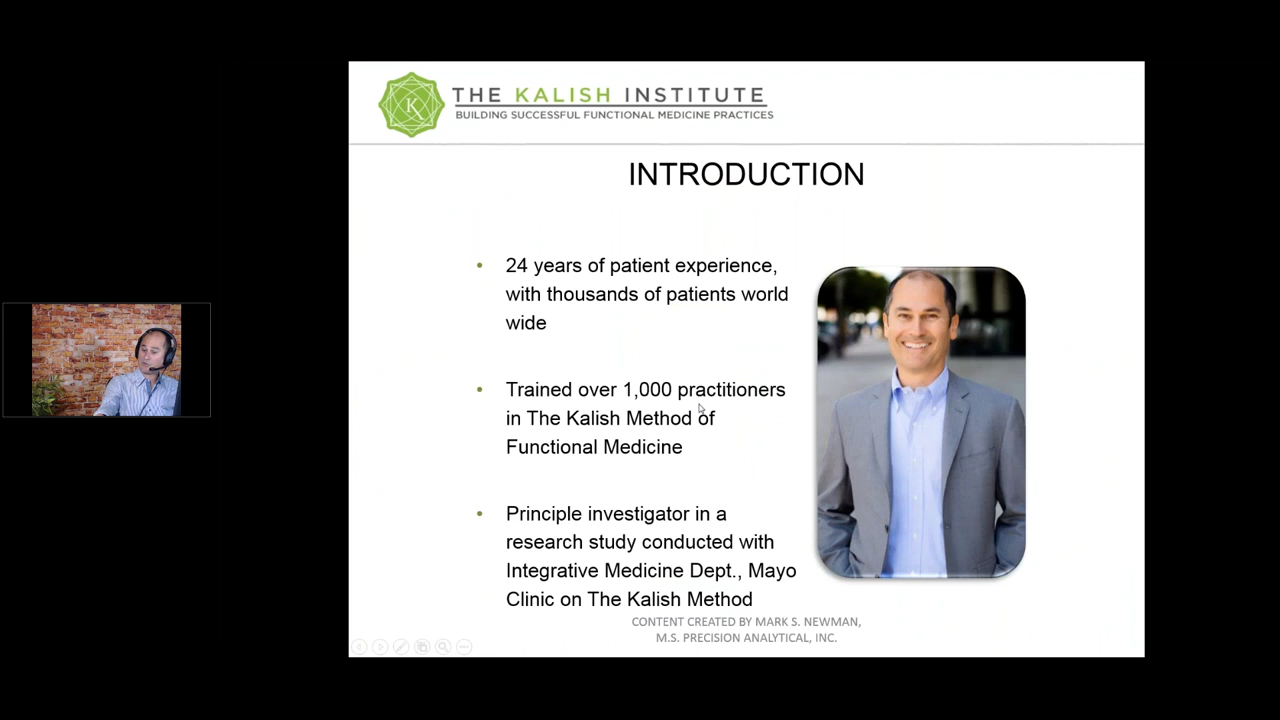 K
THE KALISH INSTITUTE
BUILDING SUCCESSFUL FUNCTIONAL MEDICINE PRACTICES
INTRODUCTION
• 24 years of patient experience,
with thousands of patients world
wide
• Trained over 1,000 practitioners
in The Kalish Method of
Functional Medicine
• Principle investigator in a
research study conducted with
Integrative Medicine Dept., Mayo
Clinic on The Kalish Method
CONTENT CREATED BY MARK S. NEWMAN,
M.S. PRECISION ANALYTICAL, INC.